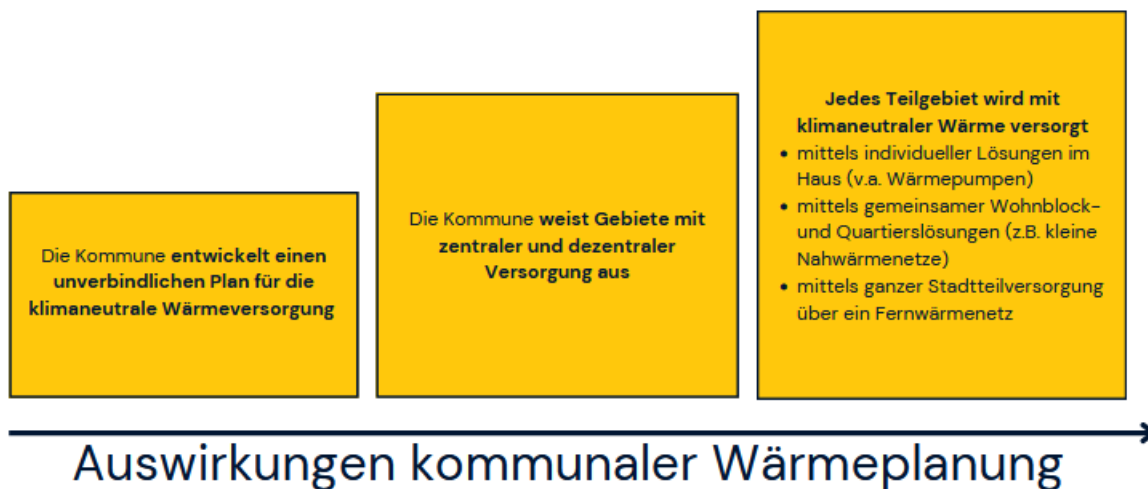 Die Kommune entwickelt einen
unverbindlichen Plan für die
klimaneutrale Wärmeversorgung
Die Kommune weist Gebiete mit
zentraler und dezentraler
Versorgung aus
Jedes Teilgebiet wird mit
klimaneutraler Wärme versorgt
• mittels individueller Lösungen im
Haus (v.a. Wärmepumpen)
• mittels gemeinsamer Wohnblock-
und Quartierslösungen (z.B. kleine
Nahwärmenetze)
• mittels ganzer Stadtteilversorgung
über ein Fernwärmenetz
Auswirkungen kommunaler Wärmeplanung